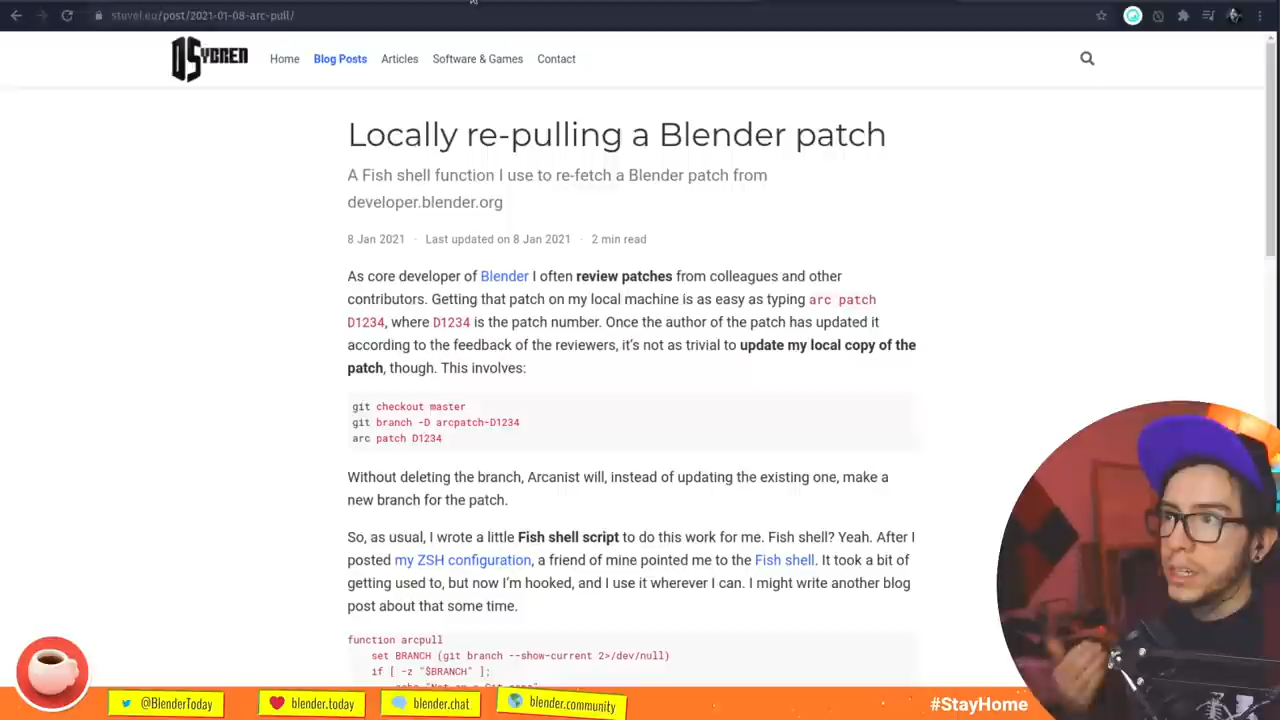 stuvel.eu/post/2021-01-08-arc-pull/
SYBREN
Home Blog Posts Articles Software & Games Contact
Locally re-pulling a Blender patch
A Fish shell function I use to re-fetch a Blender patch from
developer.blender.org
8 Jan 2021 · Last updated on 8 Jan 2021 · 2 min read
As core developer of Blender I often review patches from colleagues and other
contributors. Getting that patch on my local machine is as easy as typing arc patch
D1234, where D1234 is the patch number. Once the author of the patch has updated it
according to the feedback of the reviewers, it's not as trivial to update my local copy of the
patch, though. This involves:
git checkout master
git branch -D arcpatch-D1234
arc patch D1234
Without deleting the branch, Arcanist will, instead of updating the existing one, make a
new branch for the patch.
So, as usual, I wrote a little Fish shell script to do this work for me. Fish shell? Yeah. After I
posted my ZSH configuration, a friend of mine pointed me to the Fish shell. It took a bit of
getting used to, but now I'm hooked, and I use it wherever I can. I might write another blog
post about that some time.
function arcpull
set BRANCH (git branch --show-current 2>/dev/null)
if [ -z "$BRANCH" ];
@BlenderToday blender.today blender.chat blender.community
#StayHome